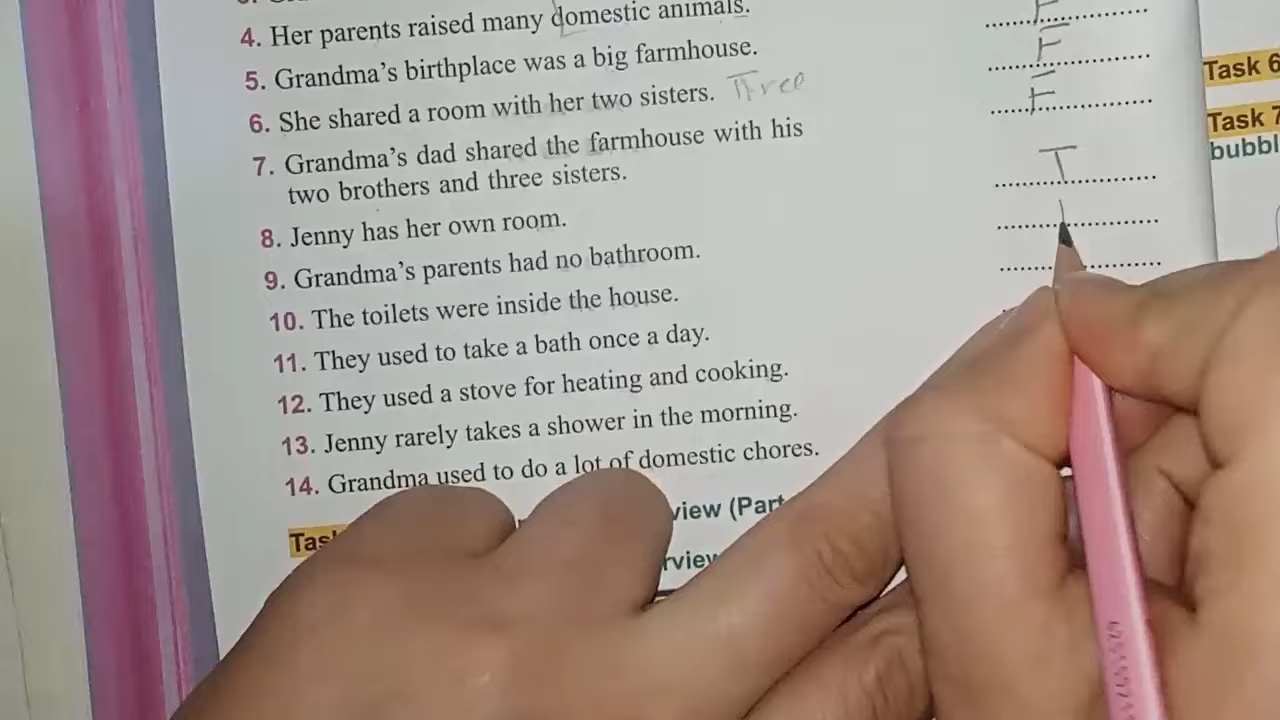 4. Her parents raised many domestic animals.
F
5. Grandma's birthplace was a big farmhouse.
F
6. She shared a room with her two sisters. Tree
F
7. Grandma's dad shared the farmhouse with his
two brothers and three sisters.
T
8. Jenny has her own room.
9. Grandma's parents had no bathroom.
10. The toilets were inside the house.
11. They used to take a bath once a day.
12. They used a stove for heating and cooking.
13. Jenny rarely takes a shower in the morning.
14. Grandma used to do a lot of domestic chores.
view (Part
Task 6
Task 7
bubbl